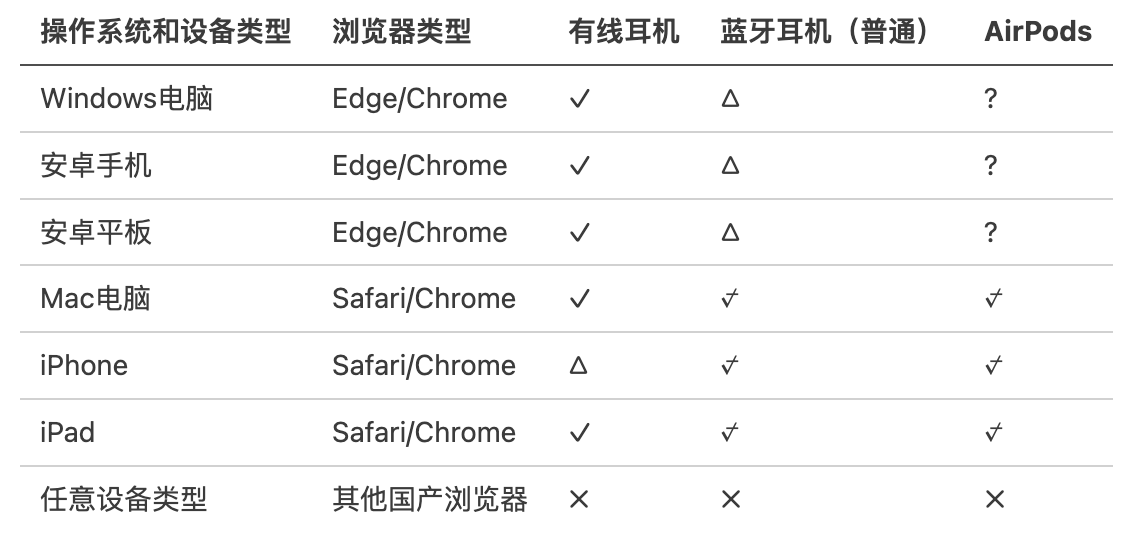 操作系统和设备类型 浏览器类型 有线耳机 蓝牙耳机（普通） AirPods
Windows电脑 Edge/Chrome ✓ Δ ?
安卓手机 Edge/Chrome ✓ Δ ?
安卓平板 Edge/Chrome ✓ Δ ?
Mac电脑 Safari/Chrome ✓ ⍻ ⍻
iPhone Safari/Chrome Δ ⍻ ⍻
iPad Safari/Chrome ✓ ⍻ ⍻
任意设备类型 其他国产浏览器 × × ×